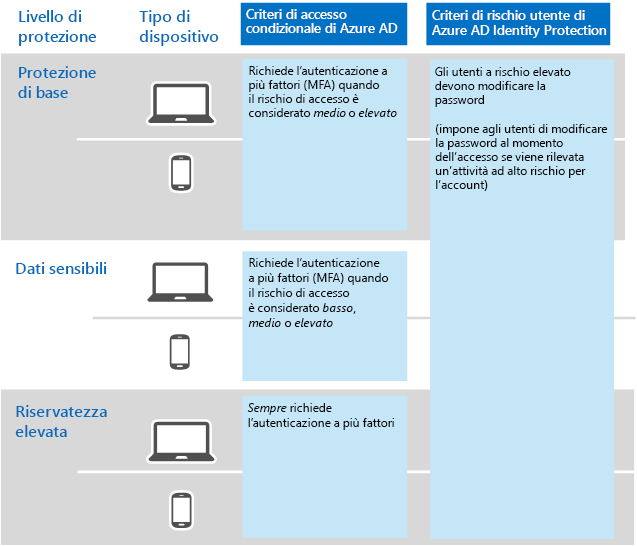 Livello di
protezione
Tipo di
dispositivo
Criteri di accesso
condizionale di Azure AD
Criteri di rischio utente di
Azure AD Identity Protection
Protezione
di base
Richiede l'autenticazione a
più fattori (MFA) quando
il rischio di accesso è
considerato medio o elevato
Gli utenti a rischio elevato
devono modificare la
password
(impone agli utenti di modificare
la password al momento
dell'accesso se viene rilevata
un'attività ad alto rischio per
l'account)
Dati sensibili
Richiede l'autenticazione
a più fattori (MFA) quando
il rischio di accesso
è considerato basso,
medio o elevato
Riservatezza
elevata
Sempre richiede
l'autenticazione a più fattori